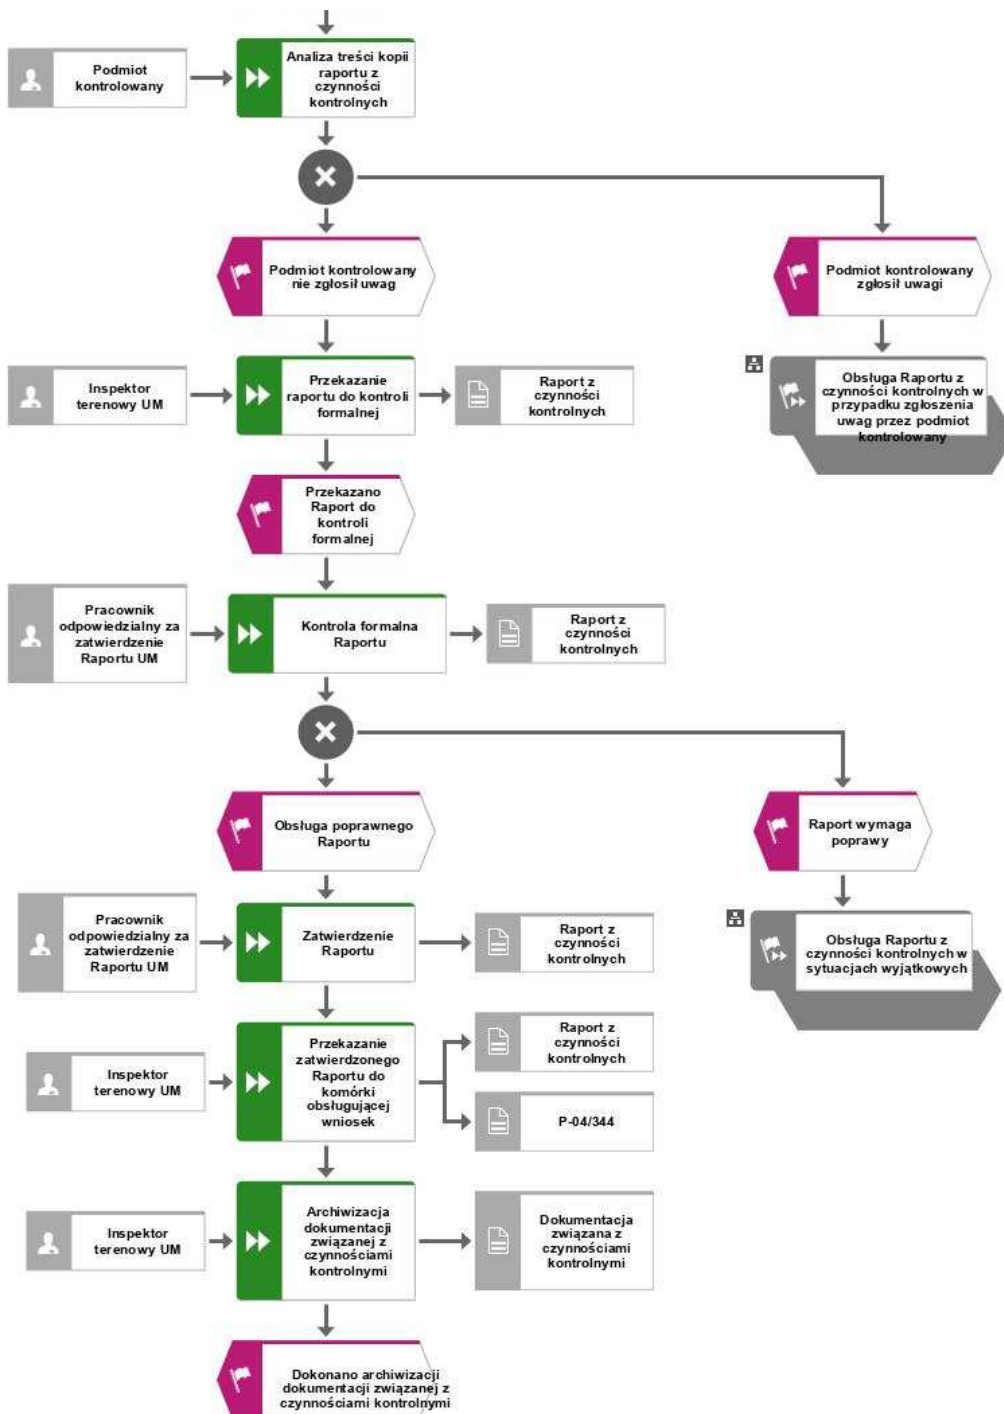 Podmiot
kontrolowany
Analiza treści kopii
raportu z
czynności
kontrolnych
Podmiot kontrolowany
nie zgłosił uwag
Podmiot kontrolowany
zgłosił uwagi
Inspektor
terenowy UM
Przekazanie
raportu do kontroli
formalnej
Raport z
czynności
kontrolnych
Obsługa Raportu z
czynności kontrolnych w
przypadku zgłoszenia
uwag przez podmiot
kontrolowany
Przekazano
Raport do
kontroli
formalnej
Pracownik
odpowiedzialny za
zatwierdzenie
Raportu UM
Kontrola formalna
Raportu
Raport z
czynności
kontrolnych
Obsługa poprawnego
Raportu
Raport wymaga
poprawy
Pracownik
odpowiedzialny za
zatwierdzenie
Raportu UM
Zatwierdzenie
Raportu
Raport z
czynności
kontrolnych
Obsługa Raportu z
czynności kontrolnych w
sytuacjach wyjątkowych
Inspektor
terenowy UM
Przekazanie
zatwierdzonego
Raportu do
komórki
obsługującej
wniosek
Raport z
czynności
kontrolnych
P-04/344
Inspektor
terenowy UM
Archiwizacja
dokumentacji
związanej z
czynnościami
kontrolnymi
Dokumentacja
związana z
czynnościami
kontrolnymi
Dokonano archiwizacji
dokumentacji związanej z
czynnościami kontrolnymi